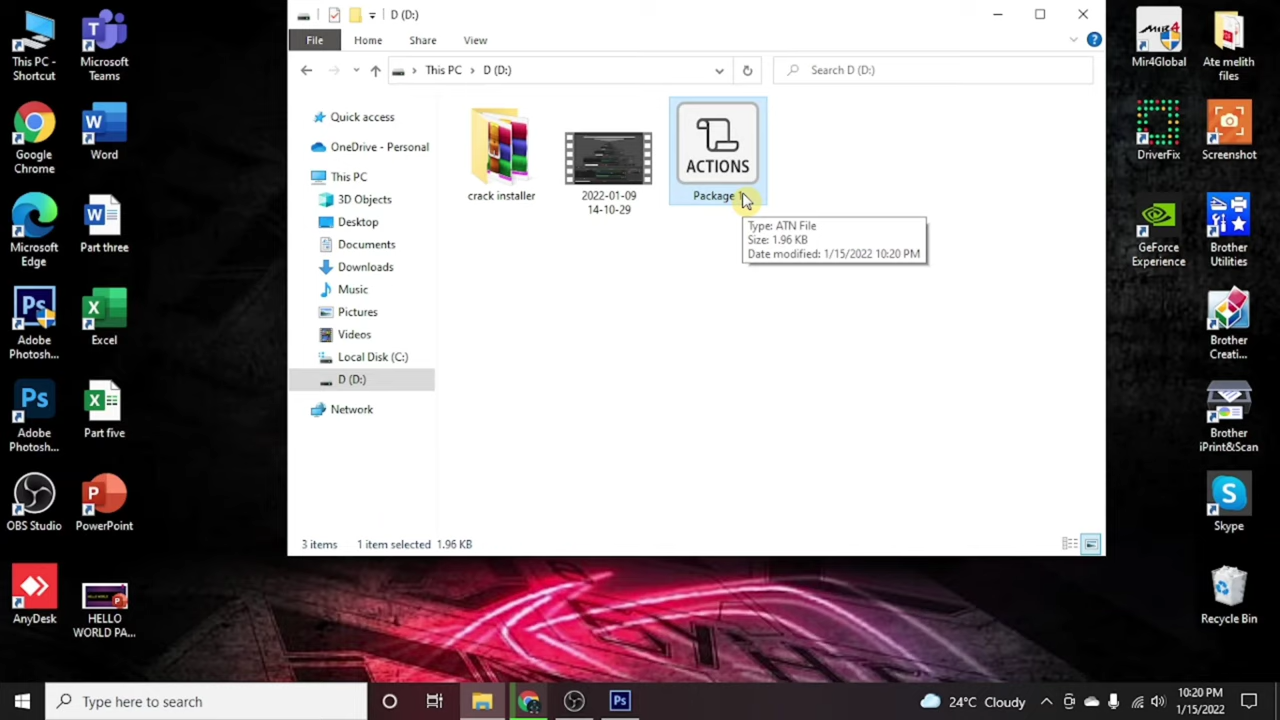 This PC -
Shortcut
Microsoft
Teams
Google
Chrome
Word
Microsoft
Edge
Part three
Adobe
Photosh...
Excel
Adobe
Photosh...
Part five
OBS Studio
PowerPoint
AnyDesk
HELLO
WORLD PA...
D (D:)
File
Home
Share
View
This PC
D (D:)
Search D (D:)
Quick access
OneDrive - Personal
This PC
3D Objects
Desktop
Documents
Downloads
Music
Pictures
Videos
Local Disk (C:)
D (D:)
Network
crack installer
2022-01-09
14-10-29
ACTIONS
Package 1
Type: ATN File
Size: 1.96 KB
Date modified: 1/15/2022 10:20 PM
3 items
1 item selected 1.96 KB
Mir4Global
Ate melith
files
DriverFix
Screenshot
GeForce
Experience
Brother
Utilities
Brother
Creati...
Brother
iPrint&Scan
Skype
Recycle Bin
Type here to search
24°C Cloudy
10:20 PM
1/15/2022